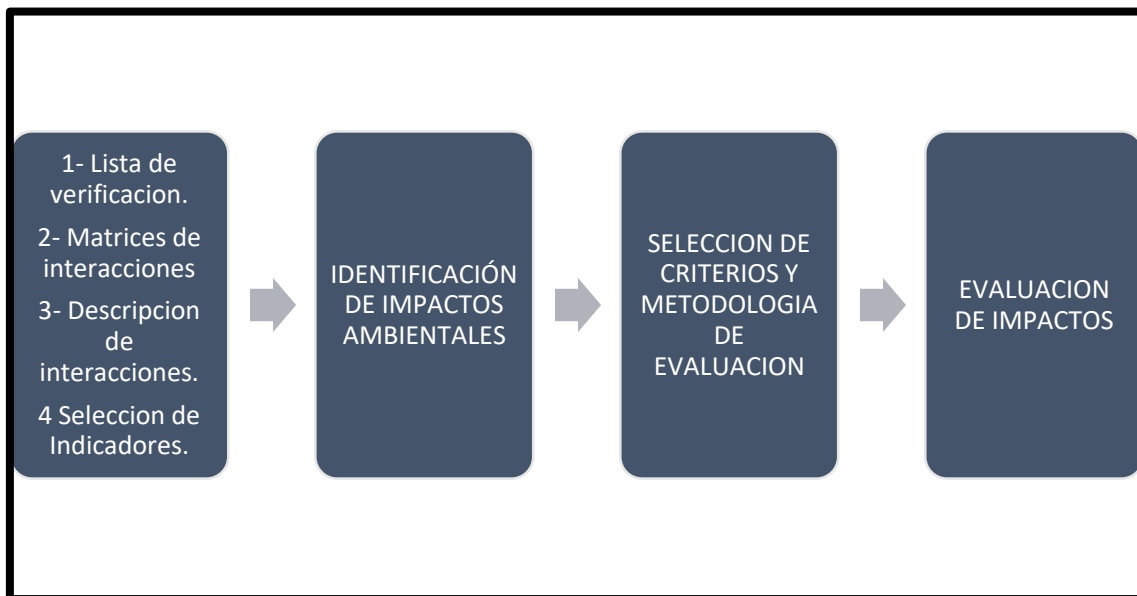 1- Lista de
verificacion.
2- Matrices de
interacciones
3- Descripcion
de
interacciones.
4 Seleccion de
Indicadores.
IDENTIFICACIÓN
DE IMPACTOS
AMBIENTALES
SELECCION DE
CRITERIOS Y
METODOLOGIA
DE
EVALUACION
EVALUACION
DE IMPACTOS